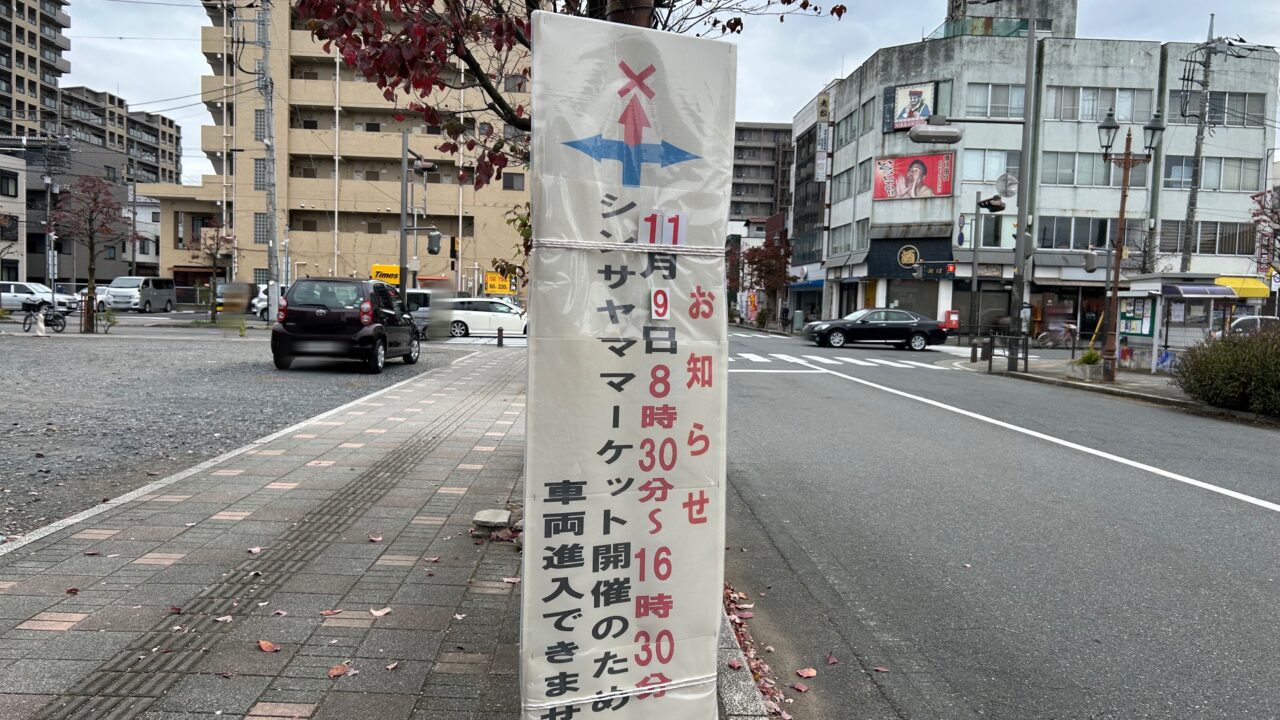 お知らせ
11月9日8時30分～16時30分
シンサヤママーケット開催のため
車両進入できませ
Times